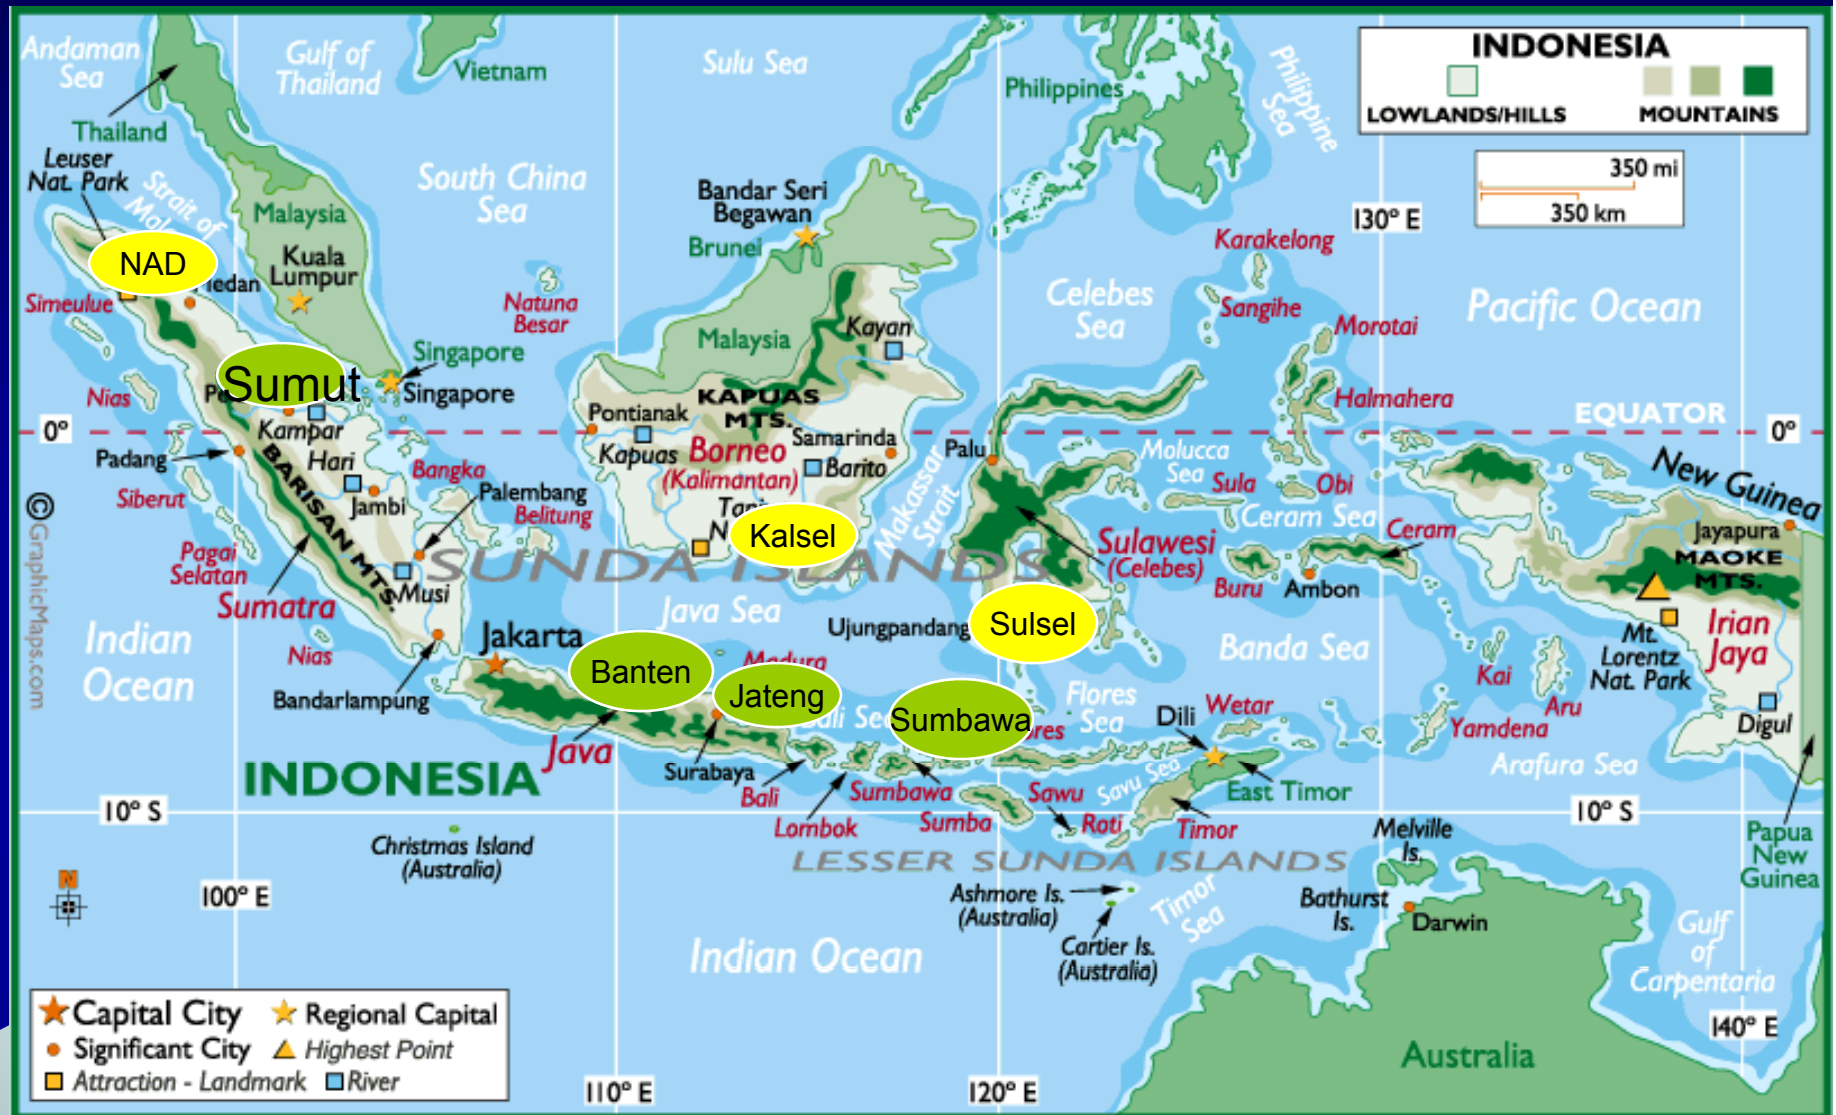 Andaman
Sea
Gulf of
Thailand
Vietnam
Sulu Sea
Philippines
Philippine
Sea
INDONESIA
LOWLANDS/HILLS
MOUNTAINS
350 mi
350 km
Thailand
Leuser
Nat. Park
Strait of
Malaysia
South China
Sea
Bandar Seri
Begawan
Brunei
130° E
Karakelong
NAD
Kuala
Lumpur
Simeulue
Natuna
Besar
Malaysia
Kayan
Celebes
Sea
Sangihe
Morotai
Pacific Ocean
Singapore
Singapore
Sumut
Nias
KAPUAS
MTS.
Pontianak
Halmahera
EQUATOR
0°
0°
Kampar
Padang
Hari
Kapuas
Borneo
(Kalimantan)
Samarinda
Barito
Makassar
Strait
Palu
Molucca
Sea
Sula
Obi
New Guinea
Siberut
BARISAN MTS.
Jambi
Bangka
Palembang
Belitung
Kalsel
Ceram Sea
Ceram
Jayapura
MAOKE
MTS.
© GraphicMaps.com
Pagai
Selatan
Sumatra
Musi
SUNDA ISLANDS
Java Sea
Sulawesi
(Celebes)
Buru
Ambon
Ujungpandang
Sulsel
Banda Sea
Mt.
Lorentz
Nat. Park
Irian
Jaya
Indian
Ocean
Nias
Jakarta
Bandarlampung
Banten
Madura
Jateng
Bali Sea
Sumbawa
Flores
Sea
Dili
Wetar
Kai
Aru
Yamdena
Digul
INDONESIA
Java
Surabaya
Bali
Lombok
Sumbawa
Sumba
Sawu
Savu Sea
Roti
Timor
East Timor
Arafura Sea
10° S
10° S
Papua
New
Guinea
Christmas Island
(Australia)
LESSER SUNDA ISLANDS
Melville
Is.
Bathurst
Is.
Darwin
N
100° E
Ashmore Is.
(Australia)
Cartier Is.
(Australia)
Timor
Sea
Indian Ocean
Gulf
of
Carpentaria
140° E
Australia
Capital City
Regional Capital
Significant City
Highest Point
Attraction - Landmark
River
110° E
120° E